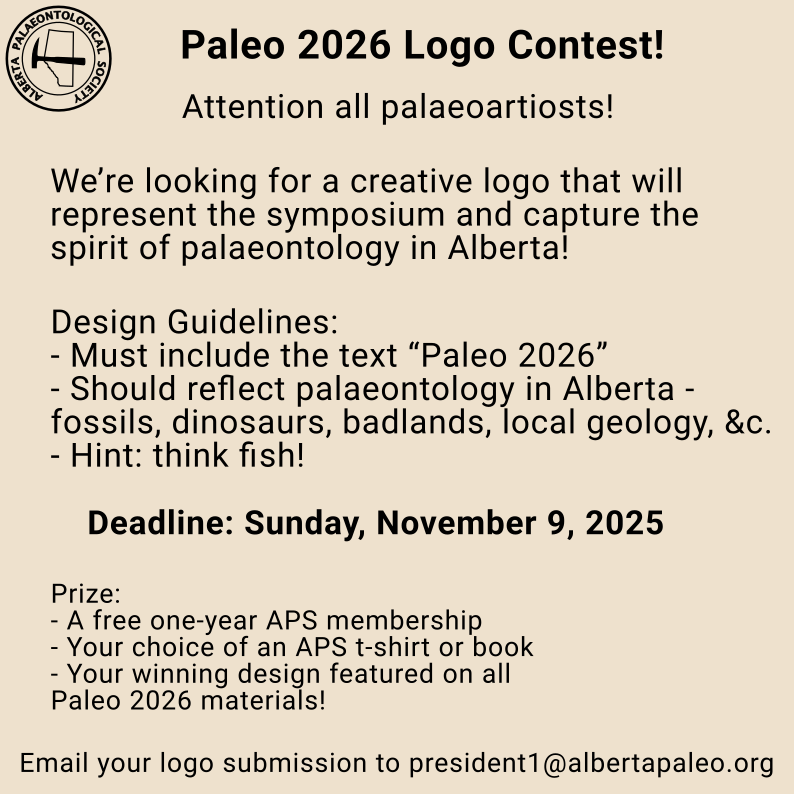 ALBERTA PALAEONTOLOGICAL SOCIETY
Paleo 2026 Logo Contest!
Attention all palaeoartiosts!
We’re looking for a creative logo that will
represent the symposium and capture the
spirit of palaeontology in Alberta!
Design Guidelines:
- Must include the text “Paleo 2026”
- Should reflect palaeontology in Alberta -
fossils, dinosaurs, badlands, local geology, &c.
- Hint: think fish!
Deadline: Sunday, November 9, 2025
Prize:
- A free one-year APS membership
- Your choice of an APS t-shirt or book
- Your winning design featured on all
Paleo 2026 materials!
Email your logo submission to president1@albertapaleo.org